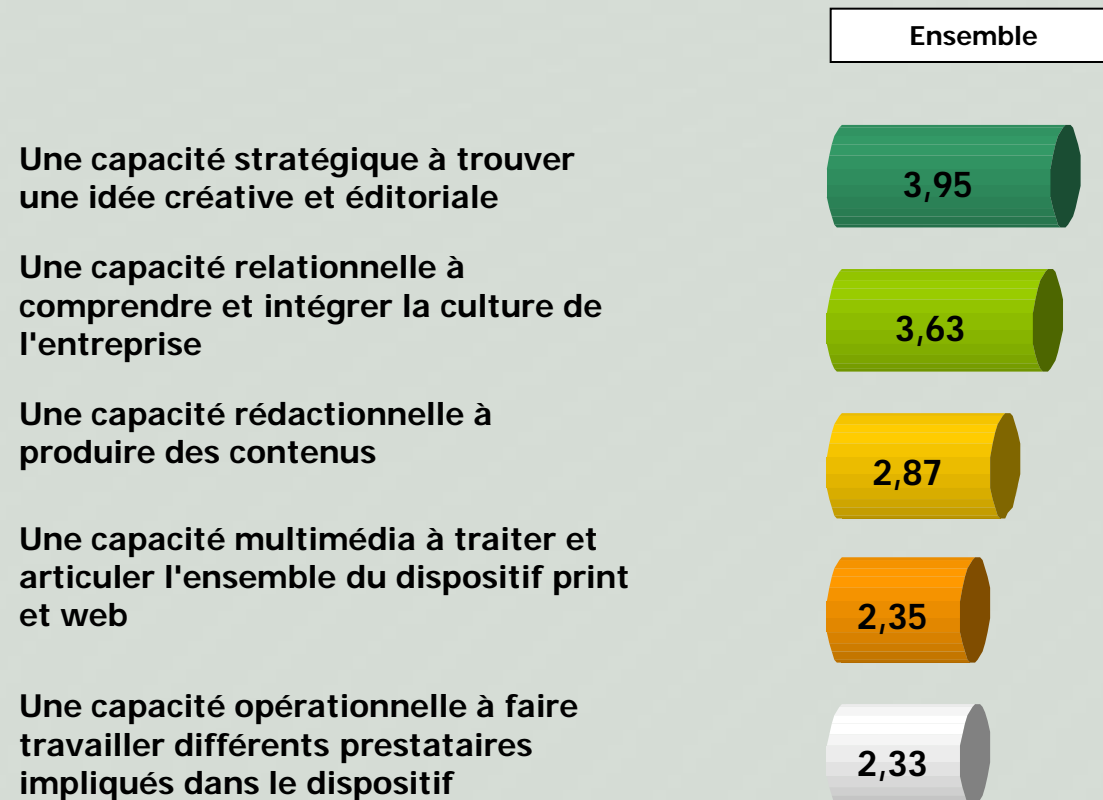 Ensemble
Une capacité stratégique à trouver
une idée créative et éditoriale
3,95
Une capacité relationnelle à
comprendre et intégrer la culture de
l'entreprise
3,63
Une capacité rédactionnelle à
produire des contenus
2,87
Une capacité multimédia à traiter et
articuler l'ensemble du dispositif print
et web
2,35
Une capacité opérationnelle à faire
travailler différents prestataires
impliqués dans le dispositif
2,33